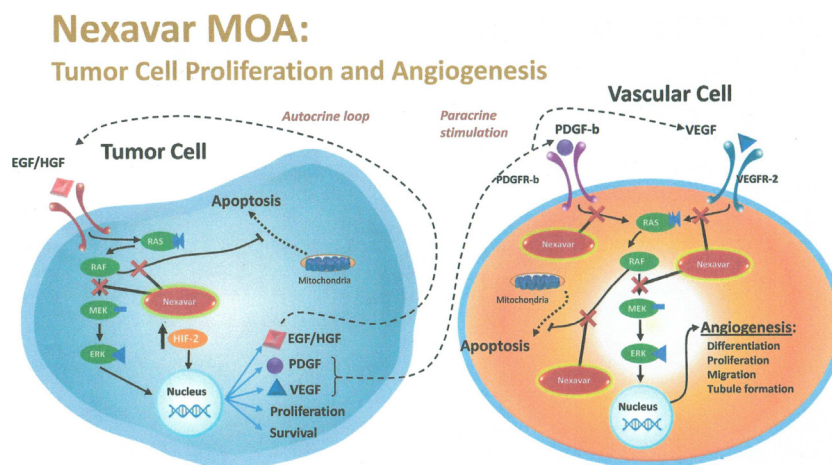 Nexavar MOA:
Tumor Cell Proliferation and Angiogenesis
Autocrine loop
Paracrine
stimulation
Vascular Cell
Tumor Cell
EGF/HGF
Apoptosis
RAS
RAF
Mitochondria
Nexavar
MEK
HIF-2
ERK
Nucleus
EGF/HGF
PDGF
VEGF
Proliferation
Survival
PDGF-b
VEGF
PDGFR-b
VEGFR-2
RAS
Nexavar
RAF
Nexavar
Mitochondria
MEK
Apoptosis
ERK
Nexavar
Nucleus
Angiogenesis:
Differentiation
Proliferation
Migration
Tubule formation